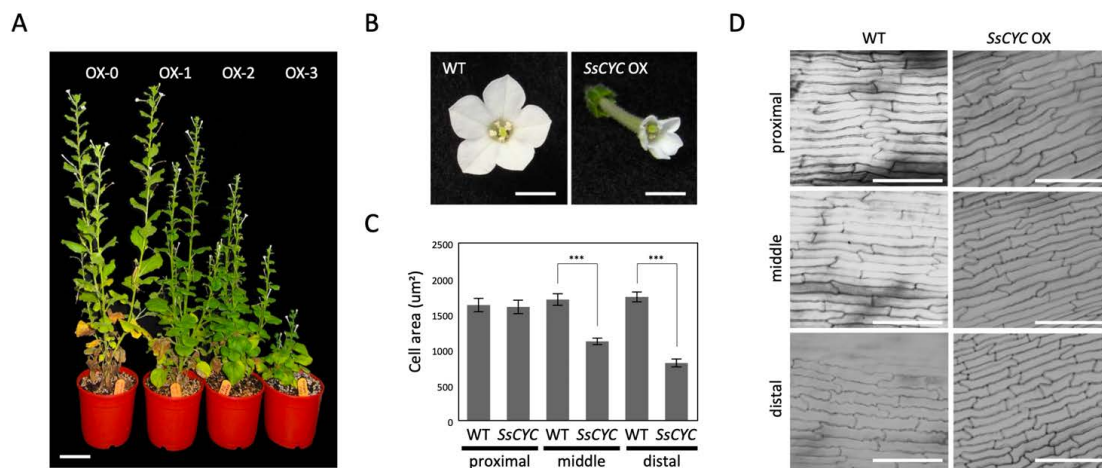 A
OX-0 OX-1 OX-2 OX-3
B
WT
SsCYC OX
C
Cell area (um²)
2500
2000
1500
1000
500
0
***
***
WT SsCYC WT SsCYC WT SsCYC
proximal middle distal
D
WT SsCYC OX
proximal
middle
distal